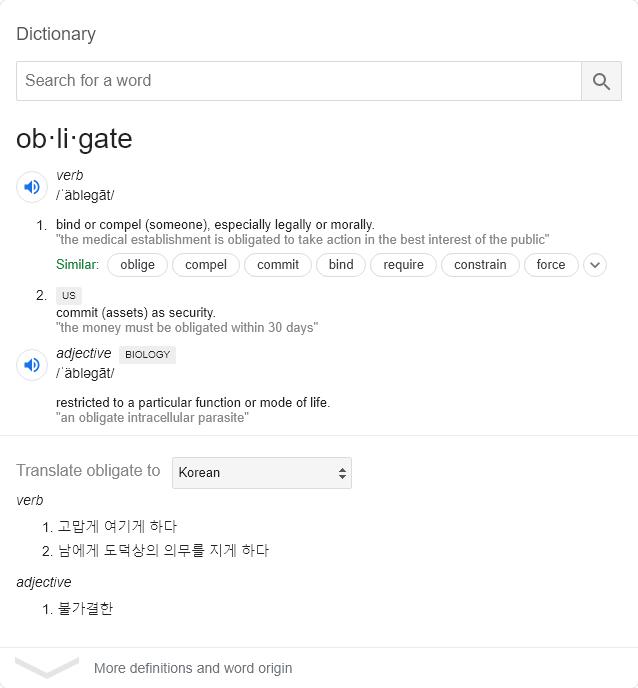 Dictionary
Search for a word
ob·li·gate
verb
/ˈäbləɡāt/
1. bind or compel (someone), especially legally or morally.
"the medical establishment is obligated to take action in the best interest of the public"
Similar: oblige compel commit bind require constrain force
2. US
commit (assets) as security.
"the money must be obligated within 30 days"
adjective BIOLOGY
/ˈäbləɡāt/
restricted to a particular function or mode of life.
"an obligate intracellular parasite"
Translate obligate to Korean
verb
1. 고맙게 여기게 하다
2. 남에게 도덕상의 의무를 지게 하다
adjective
1. 불가결한
More definitions and word origin